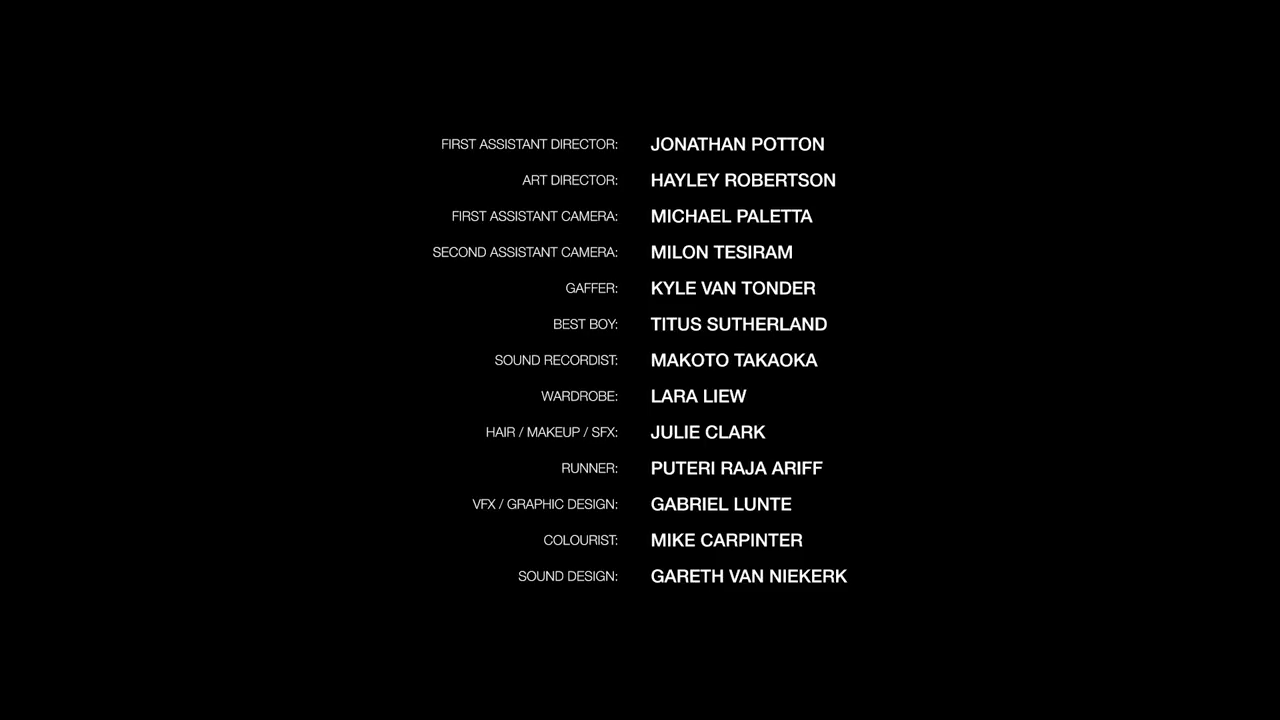 FIRST ASSISTANT DIRECTOR: JONATHAN POTTON
ART DIRECTOR: HAYLEY ROBERTSON
FIRST ASSISTANT CAMERA: MICHAEL PALETTA
SECOND ASSISTANT CAMERA: MILON TESIRAM
GAFFER: KYLE VAN TONDER
BEST BOY: TITUS SUTHERLAND
SOUND RECORDIST: MAKOTO TAKAOKA
WARDROBE: LARA LIEW
HAIR / MAKEUP / SFX: JULIE CLARK
RUNNER: PUTERI RAJA ARIFF
VFX / GRAPHIC DESIGN: GABRIEL LUNTE
COLOURIST: MIKE CARPINTER
SOUND DESIGN: GARETH VAN NIEKERK